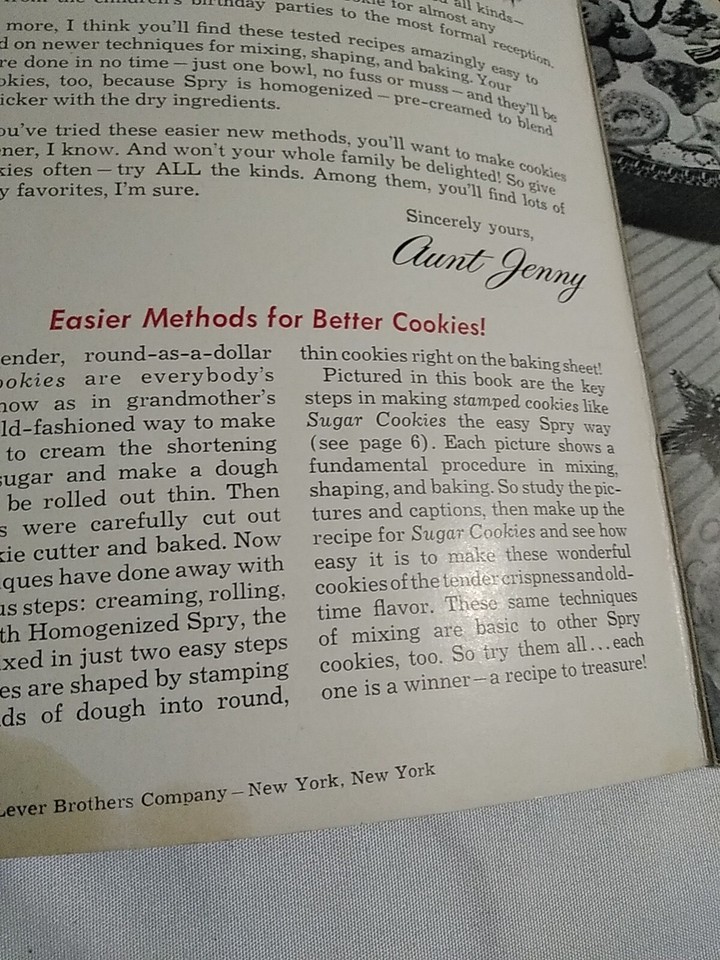 birthday parties to the most formal reception.
more, I think you'll find these tested recipes amazingly easy to
on newer techniques for mixing, shaping, and baking. Your
re done in no time — just one bowl, no fuss or muss — and they'll be
okies, too, because Spry is homogenized — pre-creamed to blend
icker with the dry ingredients.
ou've tried these easier new methods, you'll want to make cookies
ner, I know. And won't your whole family be delighted! So give
kies often — try ALL the kinds. Among them, you'll find lots of
y favorites, I'm sure.
Sincerely yours,
Aunt Jenny
Easier Methods for Better Cookies!
ender, round-as-a-dollar
ookies are everybody's
now as in grandmother's
ld-fashioned way to make
to cream the shortening
sugar and make a dough
be rolled out thin. Then
s were carefully cut out
kie cutter and baked. Now
iques have done away with
us steps: creaming, rolling,
th Homogenized Spry, the
ixed in just two easy steps
es are shaped by stamping
ds of dough into round,
thin cookies right on the baking sheet!
Pictured in this book are the key
steps in making stamped cookies like
Sugar Cookies the easy Spry way
(see page 6). Each picture shows a
fundamental procedure in mixing,
shaping, and baking. So study the pic-
tures and captions, then make up the
recipe for Sugar Cookies and see how
easy it is to make these wonderful
cookies of the tender crispness and old-
time flavor. These same techniques
of mixing are basic to other Spry
cookies, too. So try them all...each
one is a winner — a recipe to treasure!
Lever Brothers Company — New York, New York